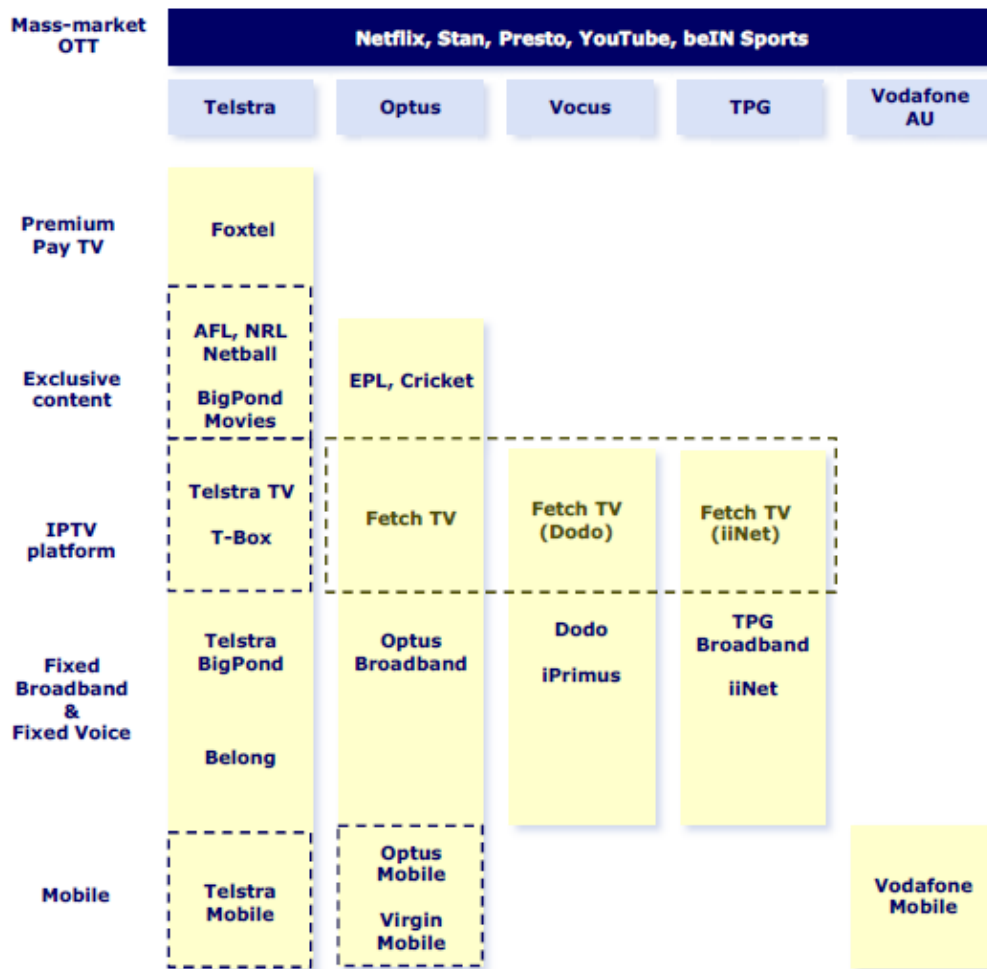 Mass-market
OTT
Netflix, Stan, Presto, YouTube, beIN Sports
Telstra
Optus
Vocus
TPG
Vodafone
AU
Premium
Pay TV
Foxtel
Exclusive
content
AFL, NRL
Netball
BigPond
Movies
EPL, Cricket
IPTV
platform
Telstra TV
T-Box
Fetch TV
Fetch TV
(Dodo)
Fetch TV
(iiNet)
Fixed
Broadband
&
Fixed Voice
Telstra
BigPond
Belong
Optus
Broadband
Dodo
iPrimus
TPG
Broadband
iiNet
Mobile
Telstra
Mobile
Optus
Mobile
Virgin
Mobile
Vodafone
Mobile